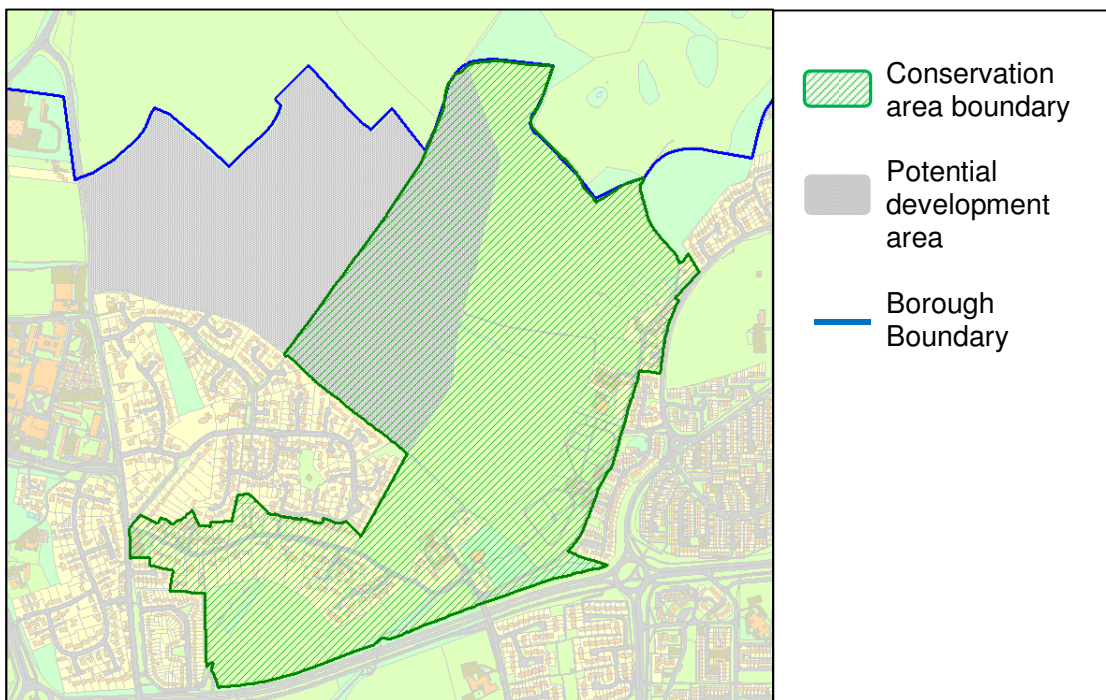 Conservation
area boundary
Potential
development
area
Borough
Boundary